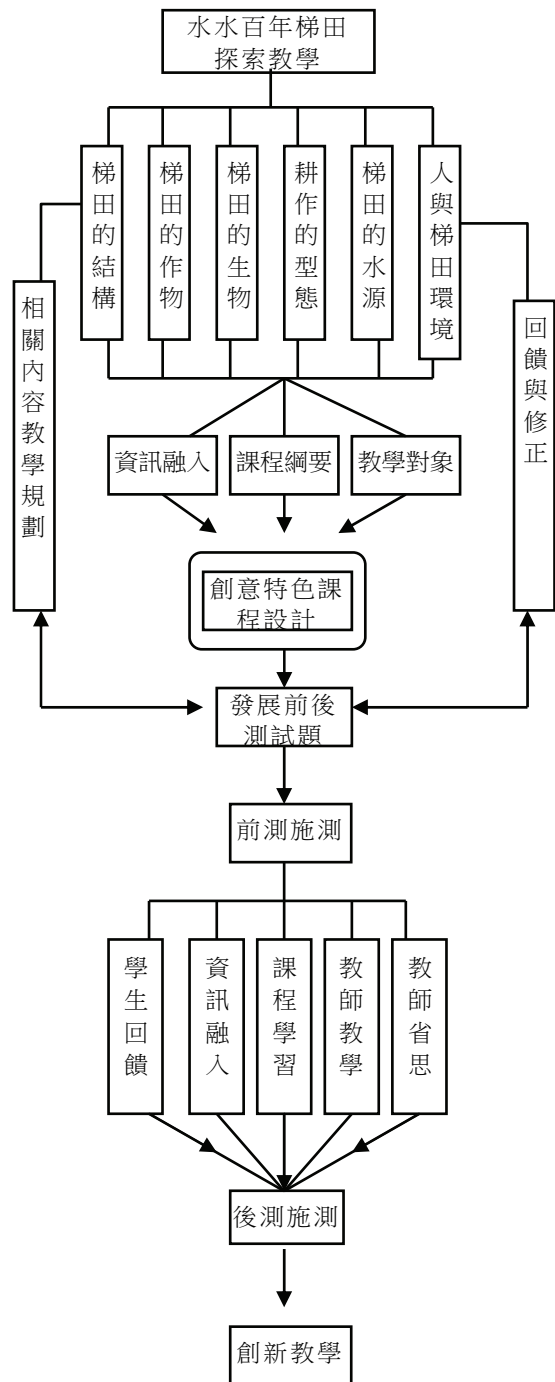 水水百年梯田
探索教學
梯田的結構
梯田的作物
梯田的生物
耕作的型態
梯田的水源
人與梯田環境
相關內容教學規劃
回饋與修正
資訊融入
課程綱要
教學對象
創意特色課
程設計
發展前後
測試題
前測施測
學生回饋
資訊融入
課程學習
教師教學
教師省思
後測施測
創新教學